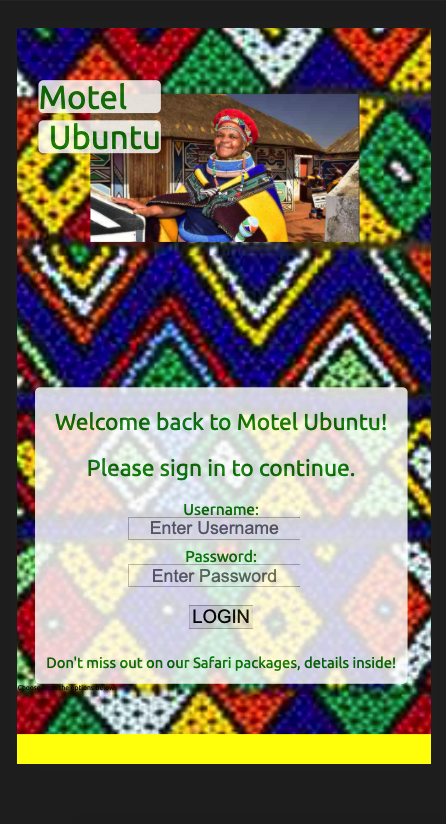 Motel
Ubuntu
Welcome back to Motel Ubuntu!
Please sign in to continue.
Username:
Enter Username
Password:
Enter Password
LOGIN
Don't miss out on our Safari packages, details inside!